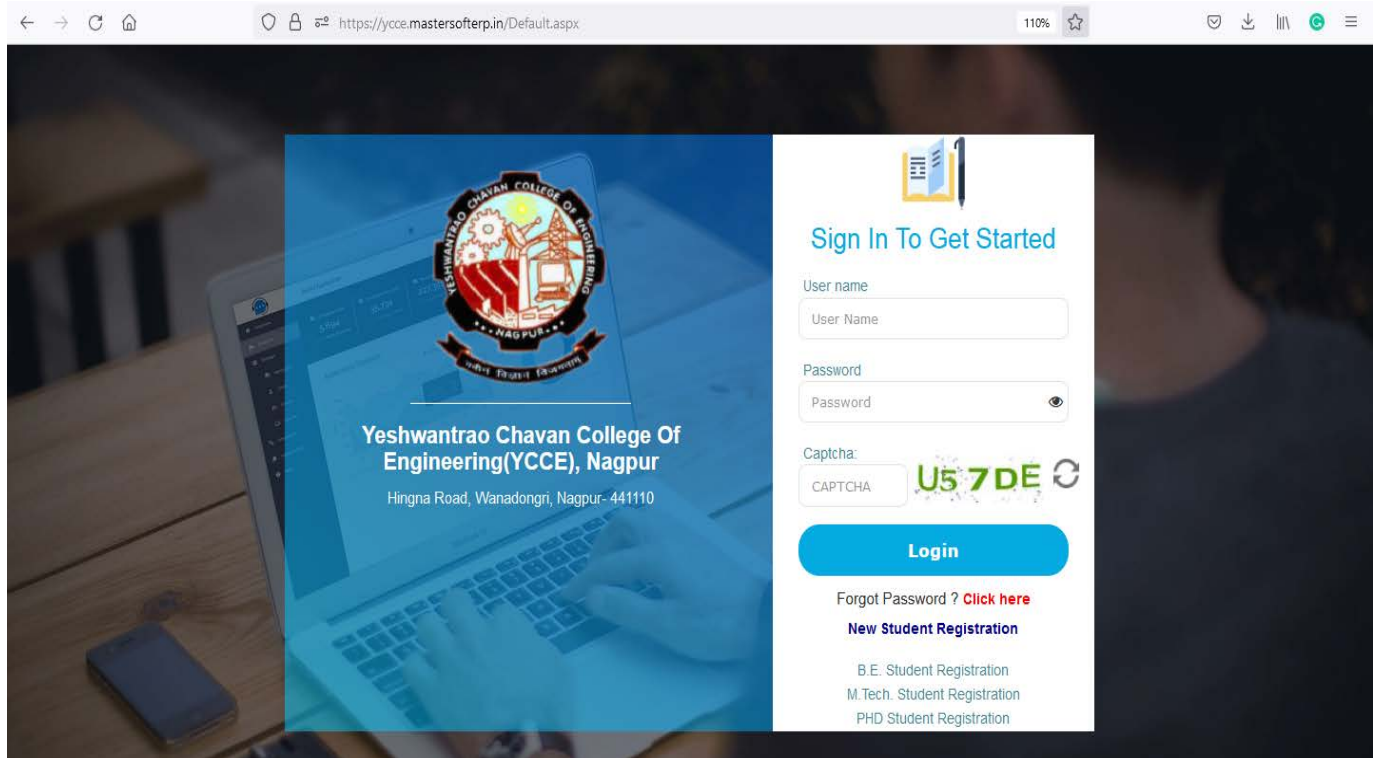 https://ycce.mastersofterp.in/Default.aspx
110%
YESHWANTRAO CHAVAN COLLEGE OF ENGINEERING
NAGPUR
Yeshwantrao Chavan College Of
Engineering(YCCE), Nagpur
Hingna Road, Wanadongri, Nagpur- 441110
Sign In To Get Started
User name
User Name
Password
Password
Captcha:
CAPTCHA
U57DE
Login
Forgot Password ? Click here
New Student Registration
B.E. Student Registration
M.Tech. Student Registration
PHD Student Registration